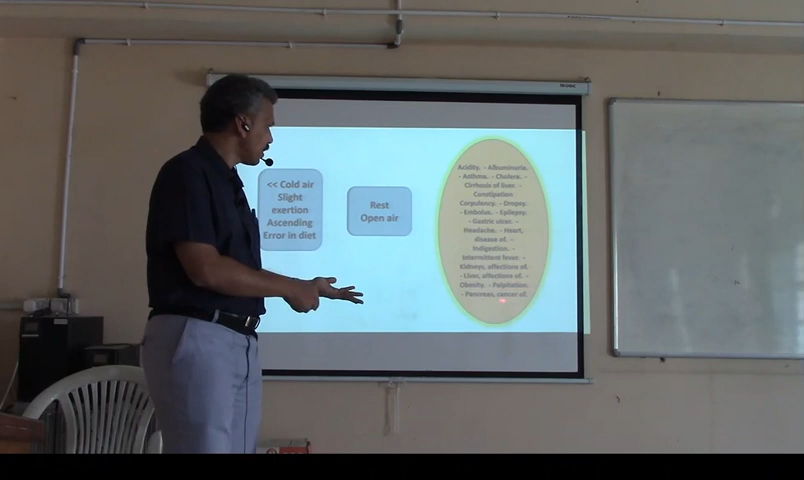 << Cold air
Slight
exertion
Ascending
Error in diet
Rest
Open air
Acidity. - Albuminuria.
- Asthma. - Cholera. -
Cirrhosis of liver. -
Constipation
Corpulency. - Dropsy.
- Embolus. - Epilepsy.
- Gastric ulcer. -
Headache. - Heart,
disease of. -
Indigestion. -
Intermittent fever. -
Kidneys, affections of.
- Liver, affections of. -
Obesity. - Palpitation.
- Pancreas, cancer of.